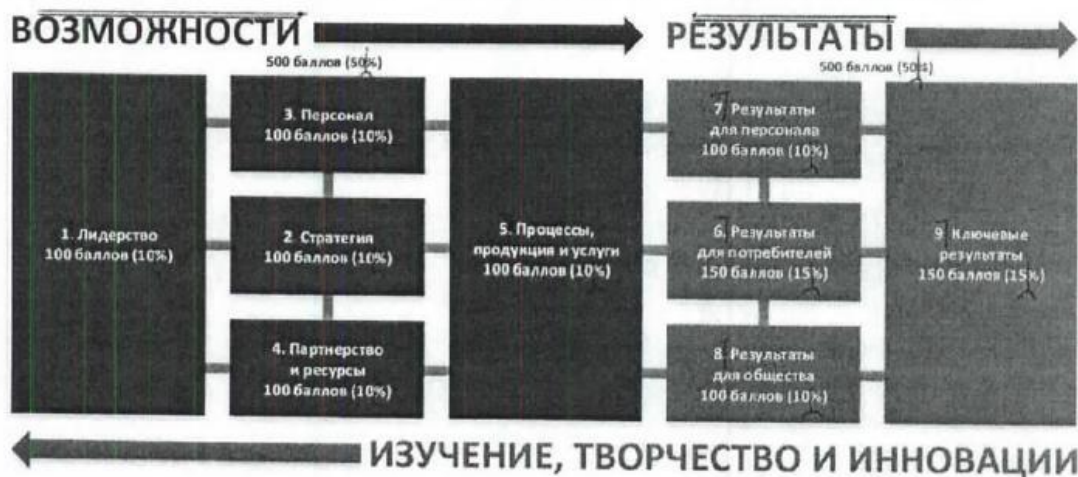 ВОЗМОЖНОСТИ
500 баллов (50%)
РЕЗУЛЬТАТЫ
500 баллов (50%)
1. Лидерство
100 баллов (10%)
3. Персонал
100 баллов (10%)
2. Стратегия
100 баллов (10%)
4. Партнерство
и ресурсы
100 баллов (10%)
5. Процессы,
продукция и услуги
100 баллов (10%)
7. Результаты
для персонала
100 баллов (10%)
6. Результаты
для потребителей
150 баллов (15%)
8. Результаты
для общества
100 баллов (10%)
9. Ключевые
результаты
150 баллов (15%)
ИЗУЧЕНИЕ, ТВОРЧЕСТВО И ИННОВАЦИИ